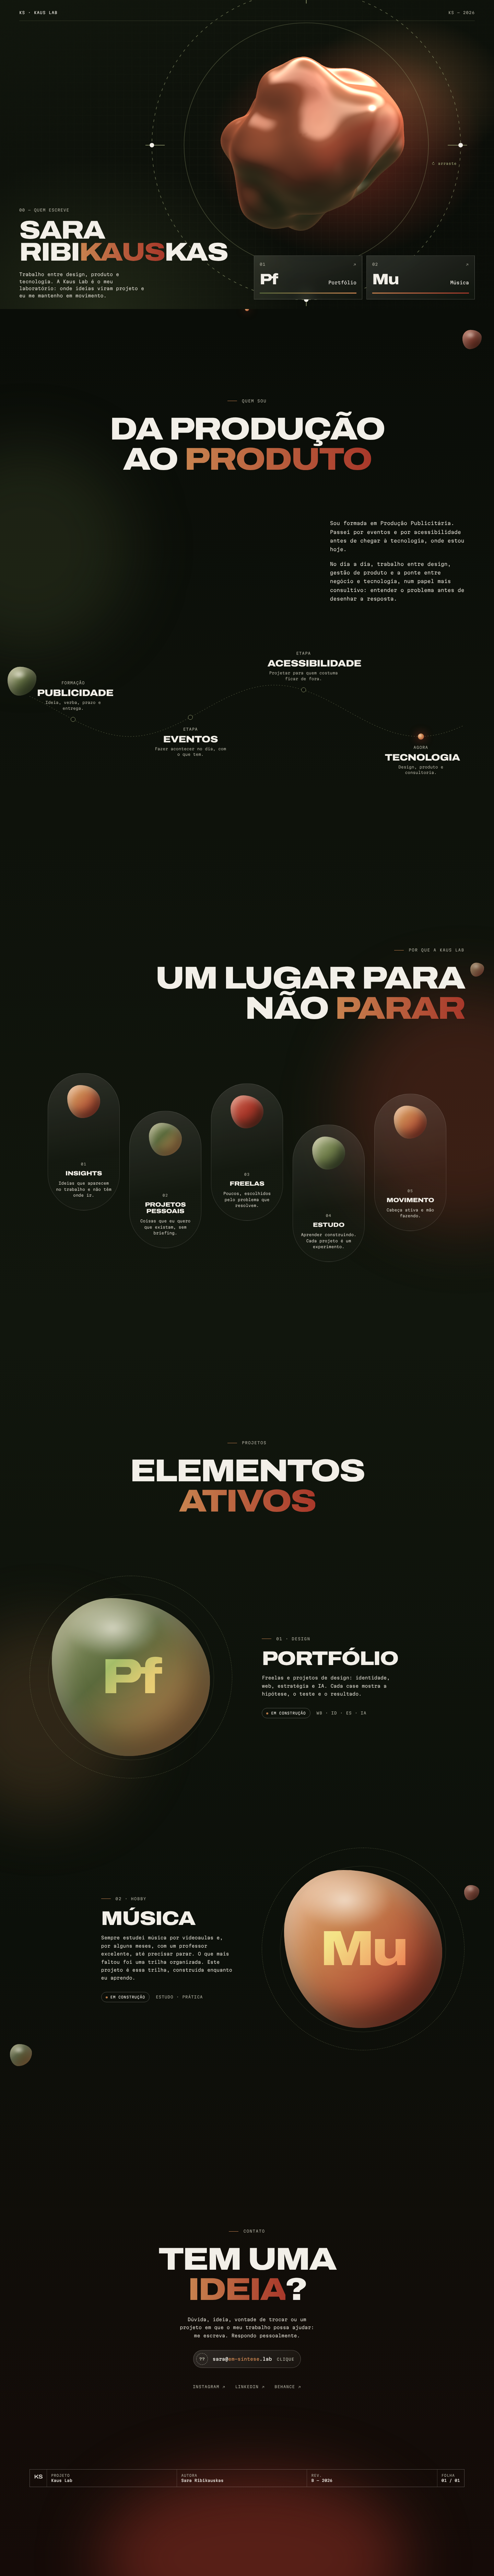 KS · KAUS LAB
KS — 2026
00 — QUEM ESCREVE
SARA
RIBIKAUSKAS
Trabalho entre design, produto e
tecnologia. A Kaus Lab é o meu
laboratório: onde ideias viram projeto e
eu me mantenho em movimento.
01
Pf
Portfólio
02
Mu
Música
QUEM SOU
DA PRODUÇÃO
AO PRODUTO
Sou formada em Produção Publicitária.
Passei por eventos e por acessibilidade
antes de chegar à tecnologia, onde estou
hoje.
No dia a dia, trabalho entre design,
gestão de produto e a ponte entre
negócio e tecnologia, num papel mais
consultivo: entender o problema antes de
desenhar a resposta.
FORMAÇÃO
PUBLICIDADE
Ideia, verba, prazo e
entrega.
ETAPA
EVENTOS
Fazer acontecer no dia, com
o que tem.
ETAPA
ACESSIBILIDADE
Projetar para quem costuma
ficar de fora.
AGORA
TECNOLOGIA
Design, produto e
consultoria.
POR QUE A KAUS LAB
UM LUGAR PARA
NÃO PARAR
01
INSIGHTS
Ideias que aparecem
no trabalho e não têm
onde ir.
02
PROJETOS
PESSOAIS
Coisas que eu quero
que existam, sem
briefing.
03
FREELAS
Poucos, escolhidos
pelo problema que
resolvem.
04
ESTUDO
Aprender construindo.
Cada projeto é um
experimento.
05
MOVIMENTO
Cabeça ativa e mão
fazendo.
PROJETOS
ELEMENTOS
ATIVOS
Pf
01 · DESIGN
PORTFÓLIO
Freelas e projetos de design: identidade,
web, estratégia e IA. Cada case mostra a
hipótese, o teste e o resultado.
EM CONSTRUÇÃO
WB · ID · ES · IA
02 · HOBBY
MÚSICA
Sempre estudei música por videoaulas e,
por alguns meses, com um professor
excelente, até precisar parar. O que mais
faltou foi uma trilha organizada. Este
projeto é essa trilha, construída enquanto
eu aprendo.
EM CONSTRUÇÃO
ESTUDO · PRÁTICA
Mu
CONTATO
TEM UMA
IDEIA?
Dúvida, ideia, vontade de trocar ou um
projeto em que o meu trabalho possa ajudar:
me escreva. Respondo pessoalmente.
sara@em-sintese.lab CLIQUE
INSTAGRAM ↗ LINKEDIN ↗ BEHANCE ↗
KS
PROJETO
Kaus Lab
AUTORA
Sara Ribikauskas
REV.
B — 2026
FOLHA
01 / 01